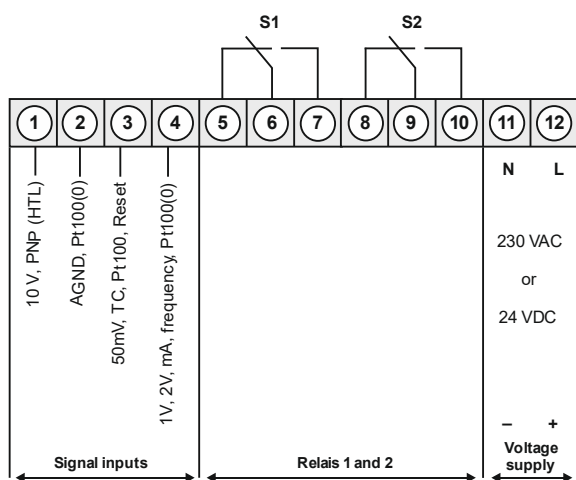 S1 S2
1 2 3 4 5 6 7 8 9 10 11 12
10 V, PNP (HTL)
AGND, Pt100(0)
50mV, TC, Pt100, Reset
1V, 2V, mA, frequency, Pt100(0)
N L
230 VAC
or
24 VDC
– +
Signal inputs
Relais 1 and 2
Voltage
supply